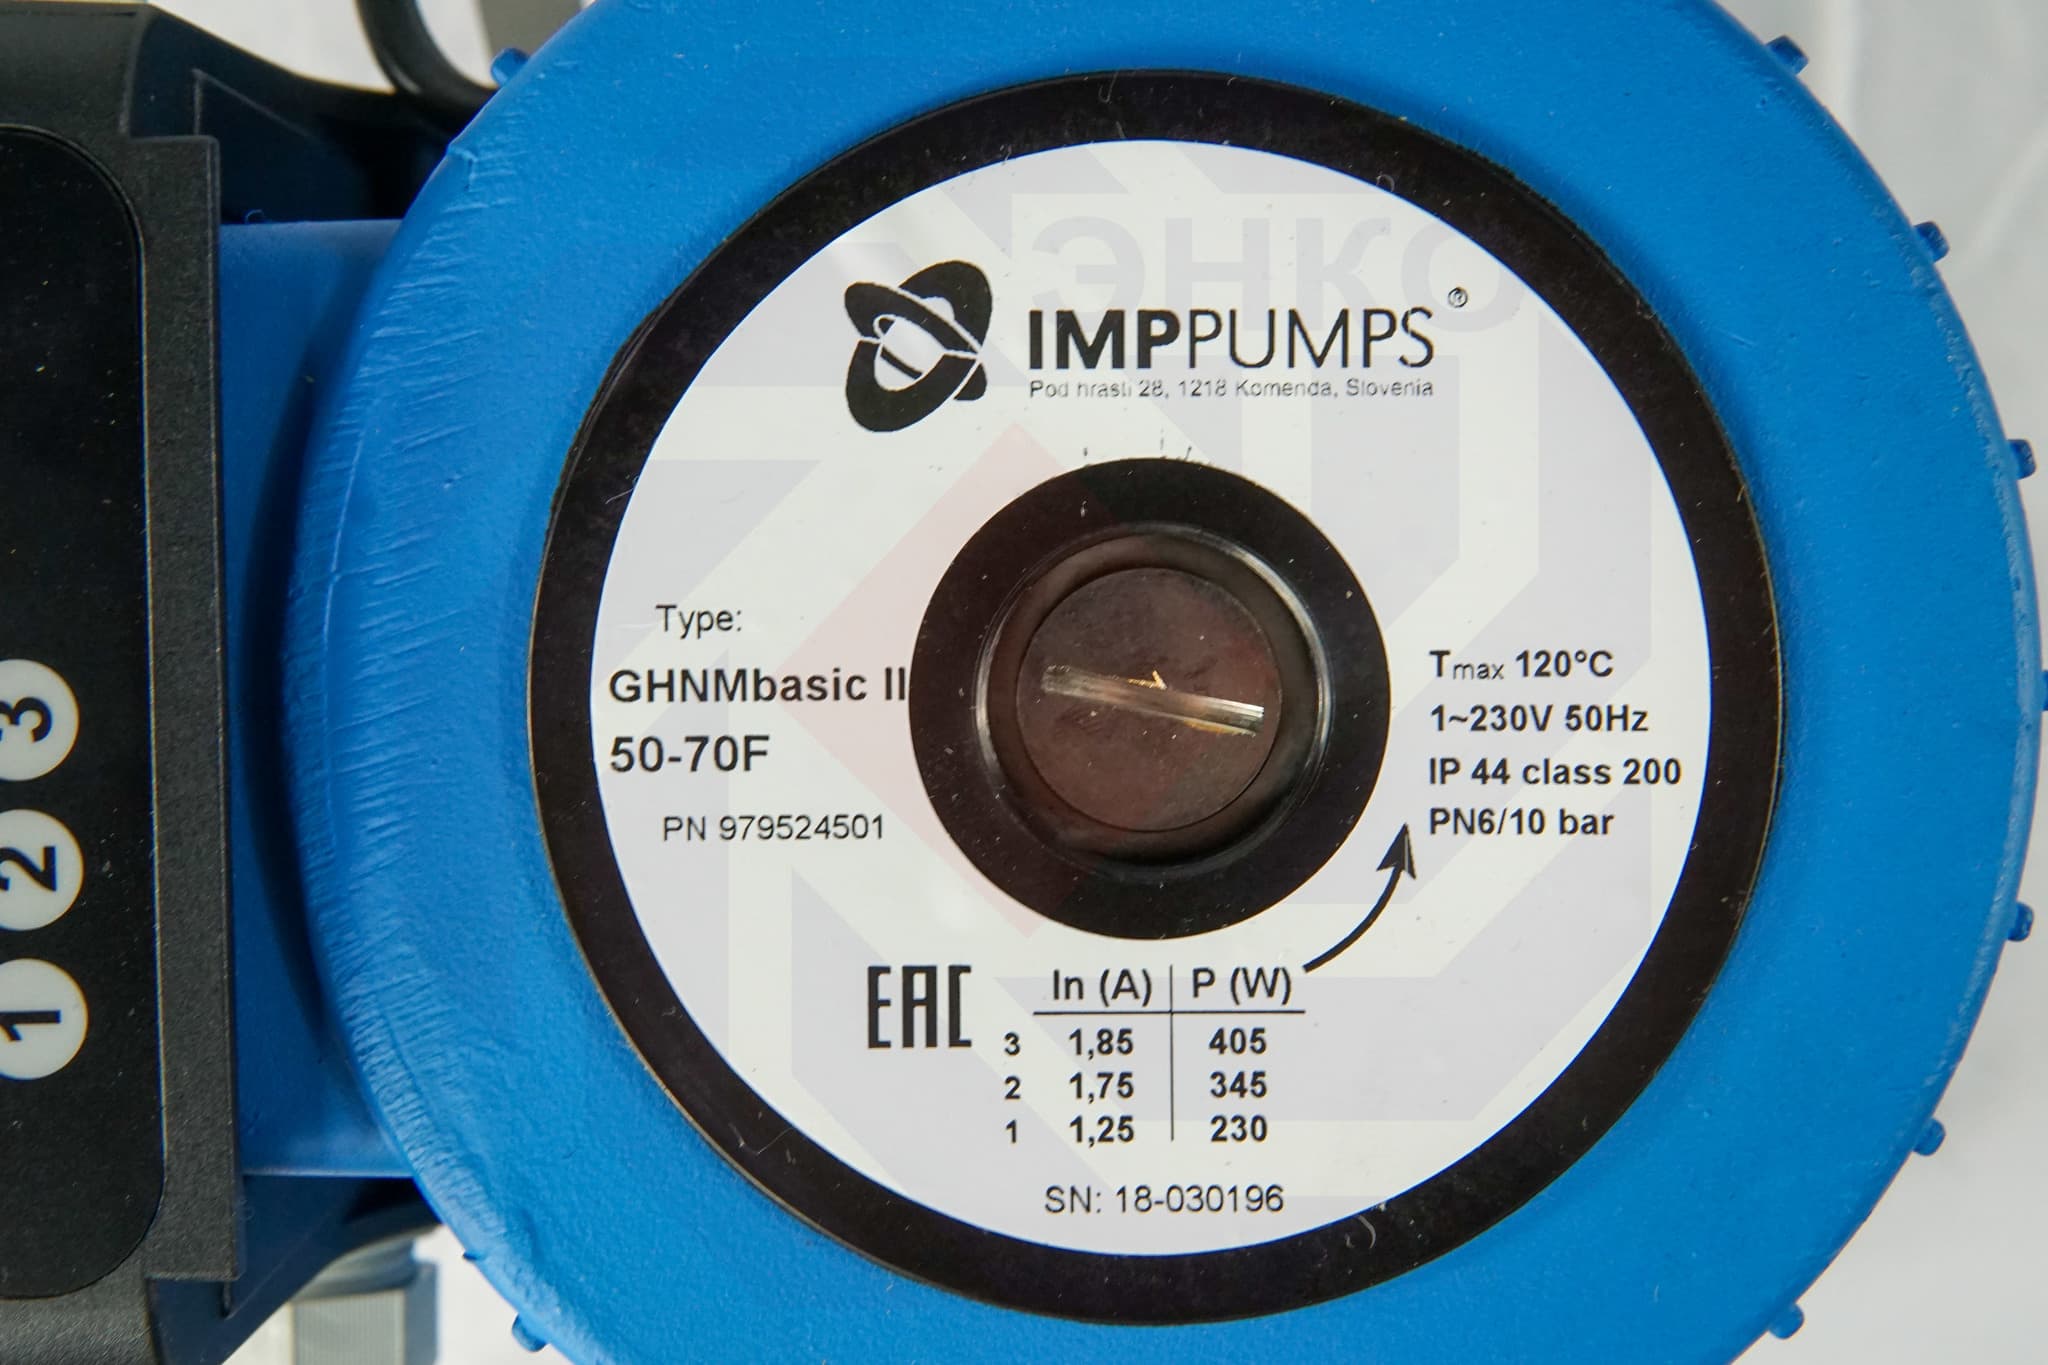 ЭНКО
IMPPUMPS®
Pod hrasti 28, 1218 Komenda, Slovenia
Type:
GHNMbasic II
50-70F
PN 979524501
Tmax 120°C
1~230V 50Hz
IP 44 class 200
PN6/10 bar
EAC
In (A) P (W)
3 1,85 405
2 1,75 345
1 1,25 230
SN: 18-030196
3
2
1